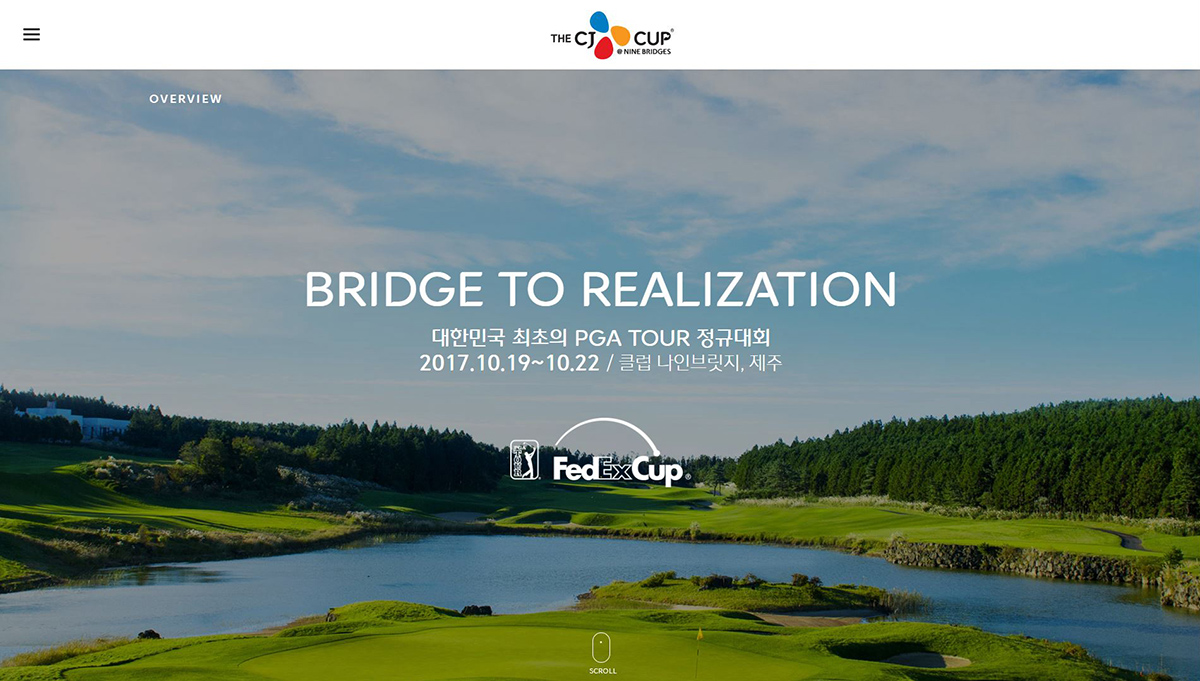 THE CJ CUP®
@ NINE BRIDGES
OVERVIEW
BRIDGE TO REALIZATION
대한민국 최초의 PGA TOUR 정규대회
2017.10.19~10.22 / 클럽 나인브릿지, 제주
PGA TOUR
FedExCup®
SCROLL